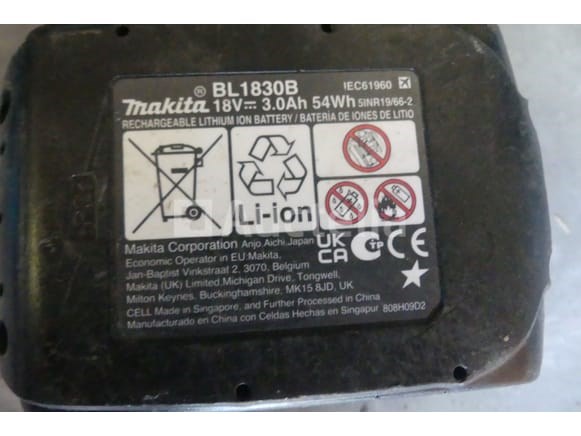 BL1830B IEC61960
® makita 18V 3.0Ah 54Wh 5INR19/66-2
RECHARGEABLE LITHIUM ION BATTERY / BATERÍA DE IONES DE LITIO
Li-ion
Makita Corporation Anjo,Aichi,Japan
Economic Operator in EU:Makita,
Jan-Baptist Vinkstraat 2, 3070, Belgium
Makita (UK) Limited,Michigan Drive, Tongwell,
Milton Keynes, Buckinghamshire, MK15 8JD, UK
UK
CA
TP
CE
CELL Made in Singapore, and Further Processed in China
Manufacturado en China con Celdas Hechas en Singapur 808H09D2